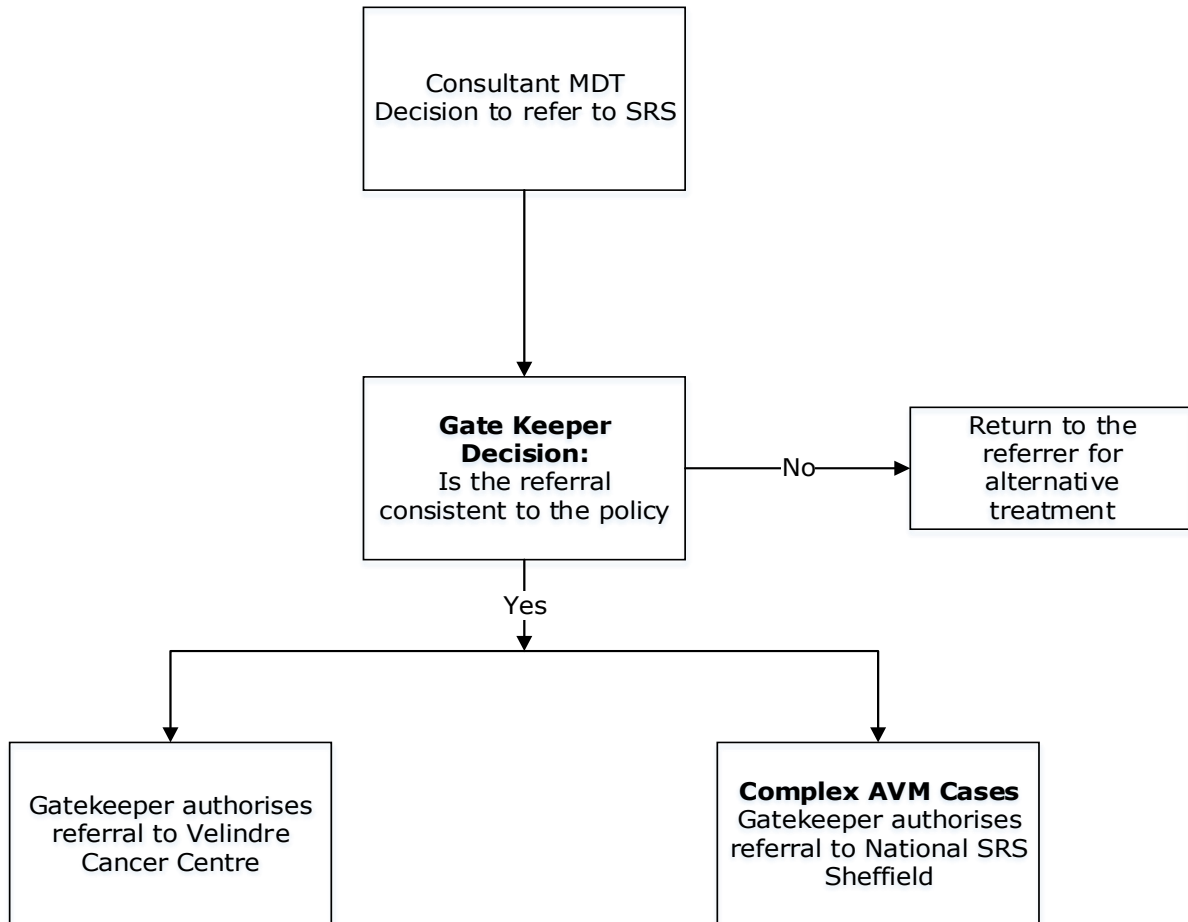 Consultant MDT
Decision to refer to SRS
Gate Keeper
Decision:
Is the referral
consistent to the policy
No
Return to the
referrer for
alternative
treatment
Yes
Gatekeeper authorises
referral to Velindre
Cancer Centre
Complex AVM Cases
Gatekeeper authorises
referral to National SRS
Sheffield